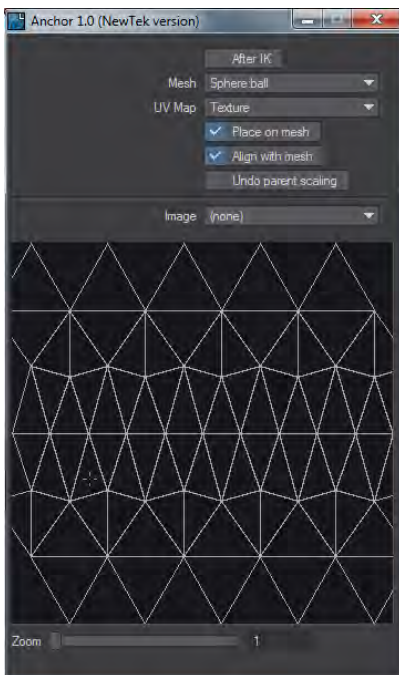 Anchor 1.0 (NewTek version)
After IK
Mesh Sphere:ball
UV Map Texture
Place on mesh
Align with mesh
Undo parent scaling
Image (none)
Zoom 1